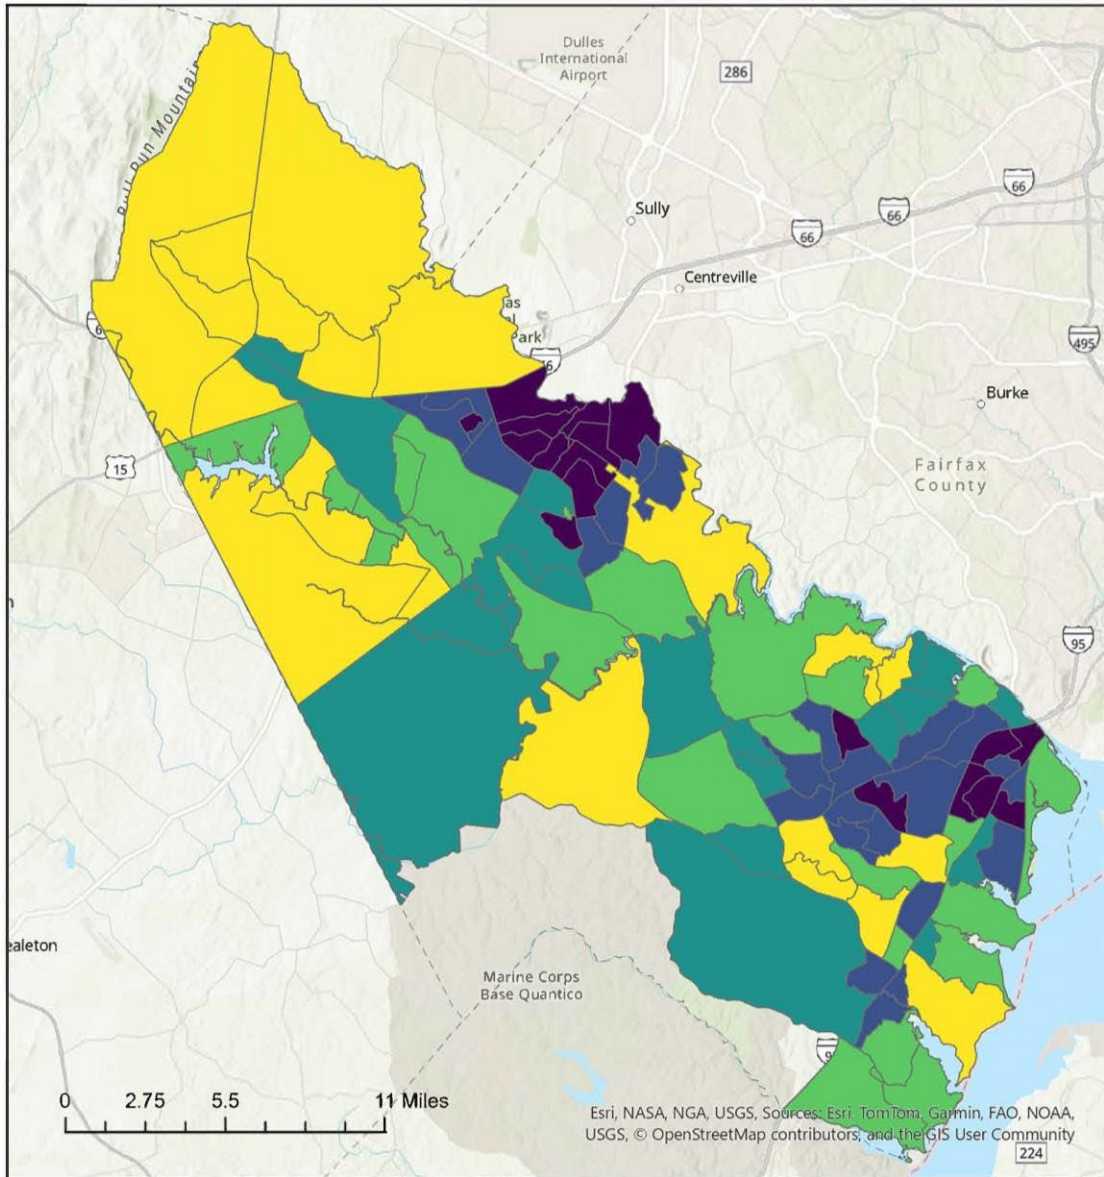 Dulles
International
Airport
286
66
66
66
Sully
Centreville
Park
495
Burke
Fairfax
County
15
95
Marine Corps
Base Quantico
ealeton
0 2.75 5.5 11 Miles
Esri, NASA, NGA, USGS, Sources: Esri, TomTom, Garmin, FAO, NOAA,
USGS, © OpenStreetMap contributors, and the GIS User Community
224